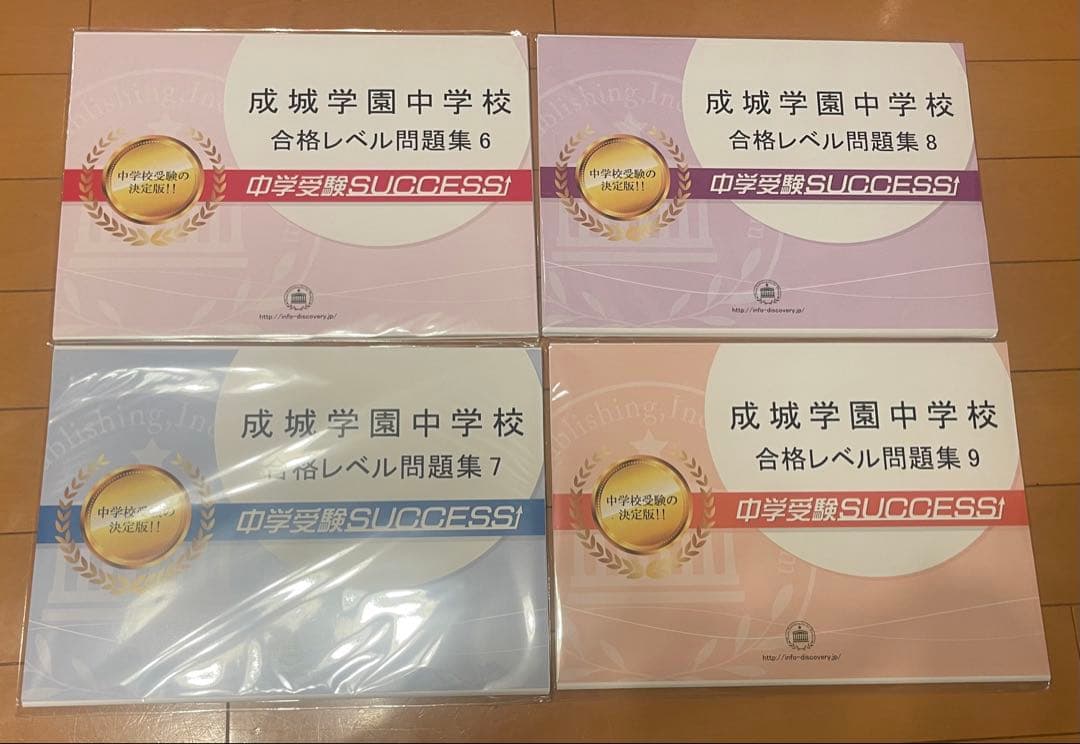 成城学園中学校
合格レベル問題集6
中学校受験の
決定版!!
中学受験SUCCESS↑
http://info-discovery.jp/
成城学園中学校
合格レベル問題集8
中学校受験の
決定版!!
中学受験SUCCESS↑
http://info-discovery.jp/
成城学園中学校
合格レベル問題集7
中学校受験の
決定版!!
中学受験SUCCESS↑
成城学園中学校
合格レベル問題集9
中学校受験の
決定版!!
中学受験SUCCESS↑
http://info-discovery.jp/